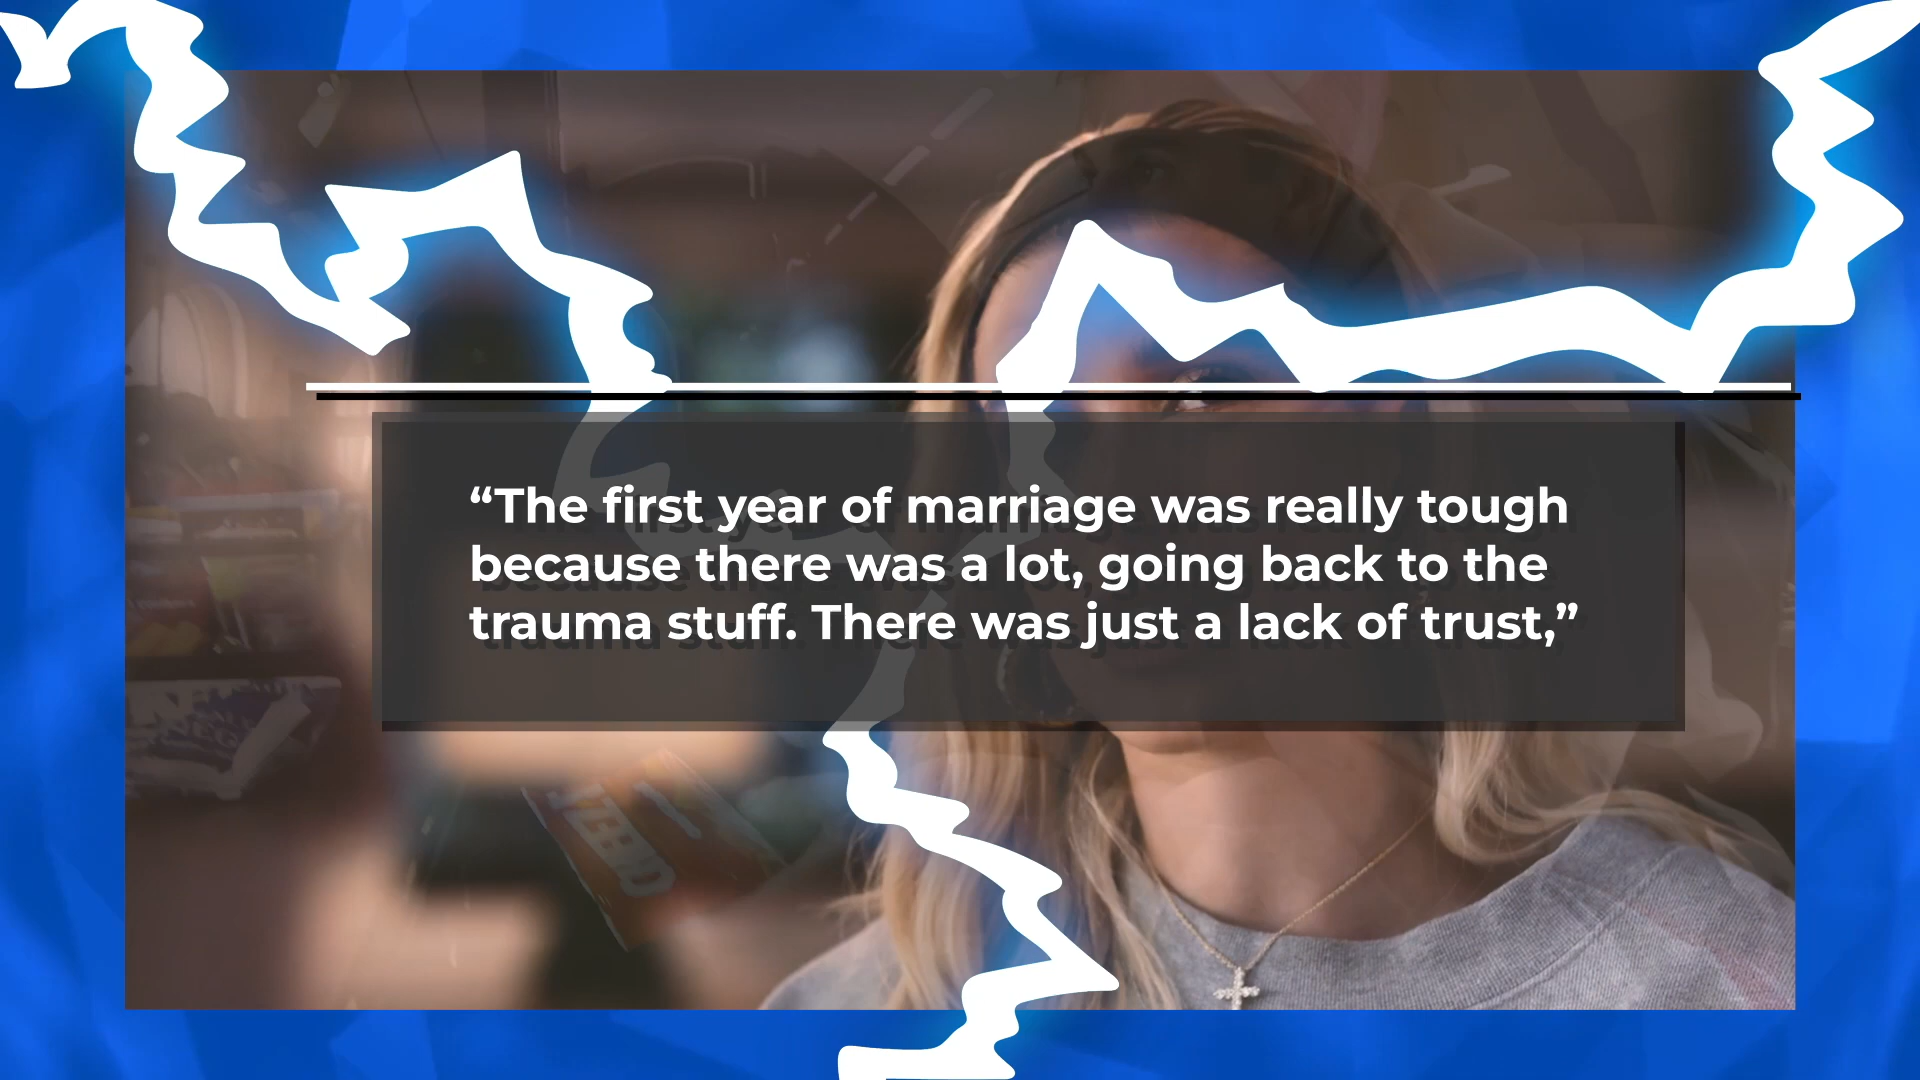 “The first year of marriage was really tough
because there was a lot, going back to the
trauma stuff. There was just a lack of trust,”